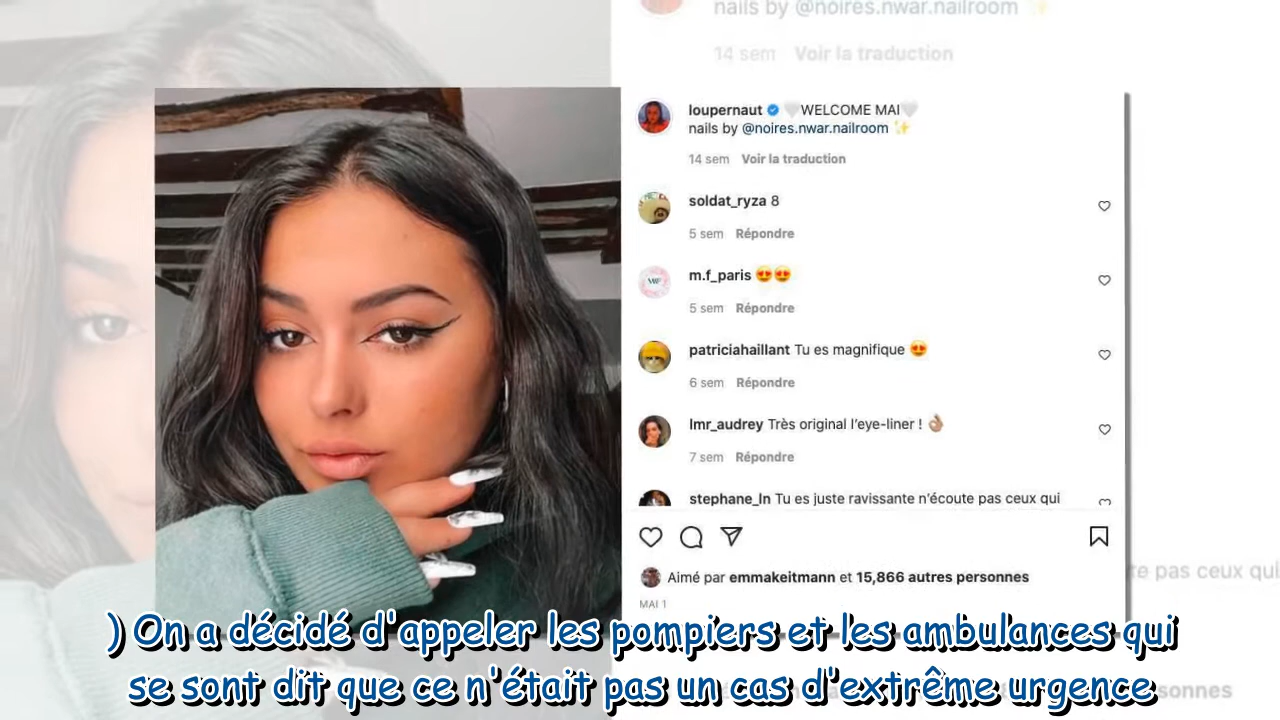 nails by @noires.nwar.nailroom ✨
14 sem Voir la traduction
loupernaut 🤍WELCOME MAI🤍
nails by @noires.nwar.nailroom ✨
14 sem Voir la traduction
soldat_ryza 8
5 sem Répondre
m.f_paris 😍😍
5 sem Répondre
patriciahaillant Tu es magnifique 😍
6 sem Répondre
lmr_audrey Très original l'eye-liner ! 👌🏽
7 sem Répondre
stephane_ln Tu es juste ravissante n'écoute pas ceux qui
Aimé par emmakeitmann et 15,866 autres personnes
te pas ceux qui
MAI 1
) On a décidé d'appeler les pompiers et les ambulances qui
se sont dit que ce n'était pas un cas d'extrême urgence
sonnes